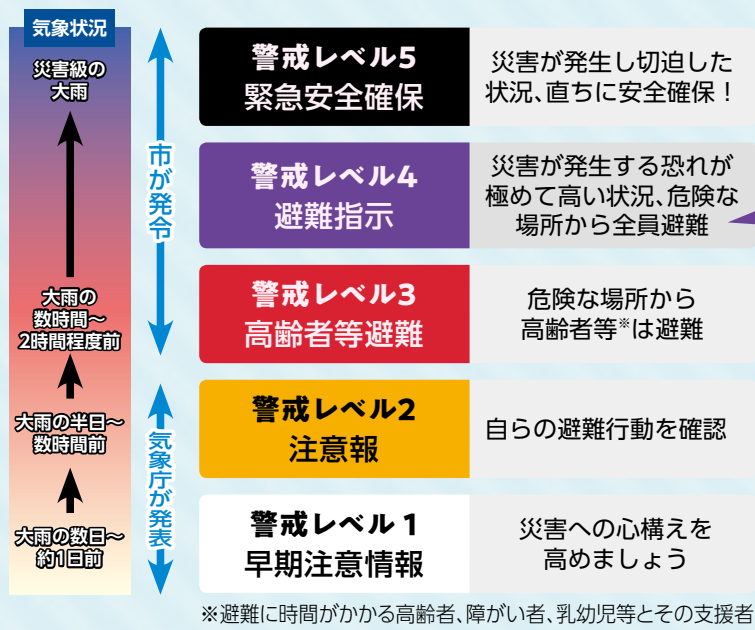 気象状況
災害級の
大雨
大雨の
数時間～
2時間程度前
大雨の半日～
数時間前
大雨の数日～
約1日前
市が発令
気象庁が発表
警戒レベル5
緊急安全確保
災害が発生し切迫した
状況、直ちに安全確保！
警戒レベル4
避難指示
災害が発生する恐れが
極めて高い状況、危険な
場所から全員避難
警戒レベル3
高齢者等避難
危険な場所から
高齢者等※は避難
警戒レベル2
注意報
自らの避難行動を確認
警戒レベル1
早期注意情報
災害への心構えを
高めましょう
※避難に時間がかかる高齢者、障がい者、乳幼児等とその支援者